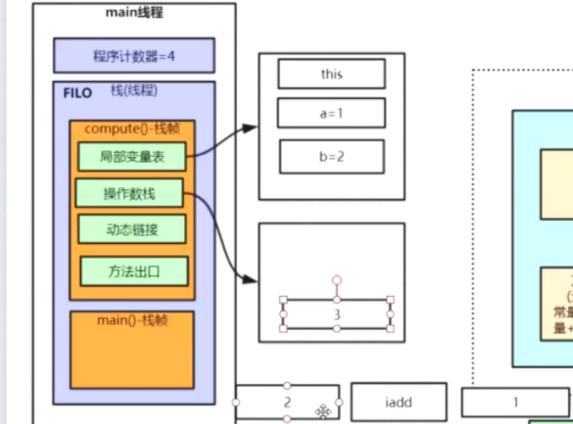 main线程
程序计数器=4
FILO 栈(线程)
compute()-栈帧
局部变量表
操作数栈
动态链接
方法出口
main()-栈帧
this
a=1
b=2
3
2
iadd
1
常量
量+